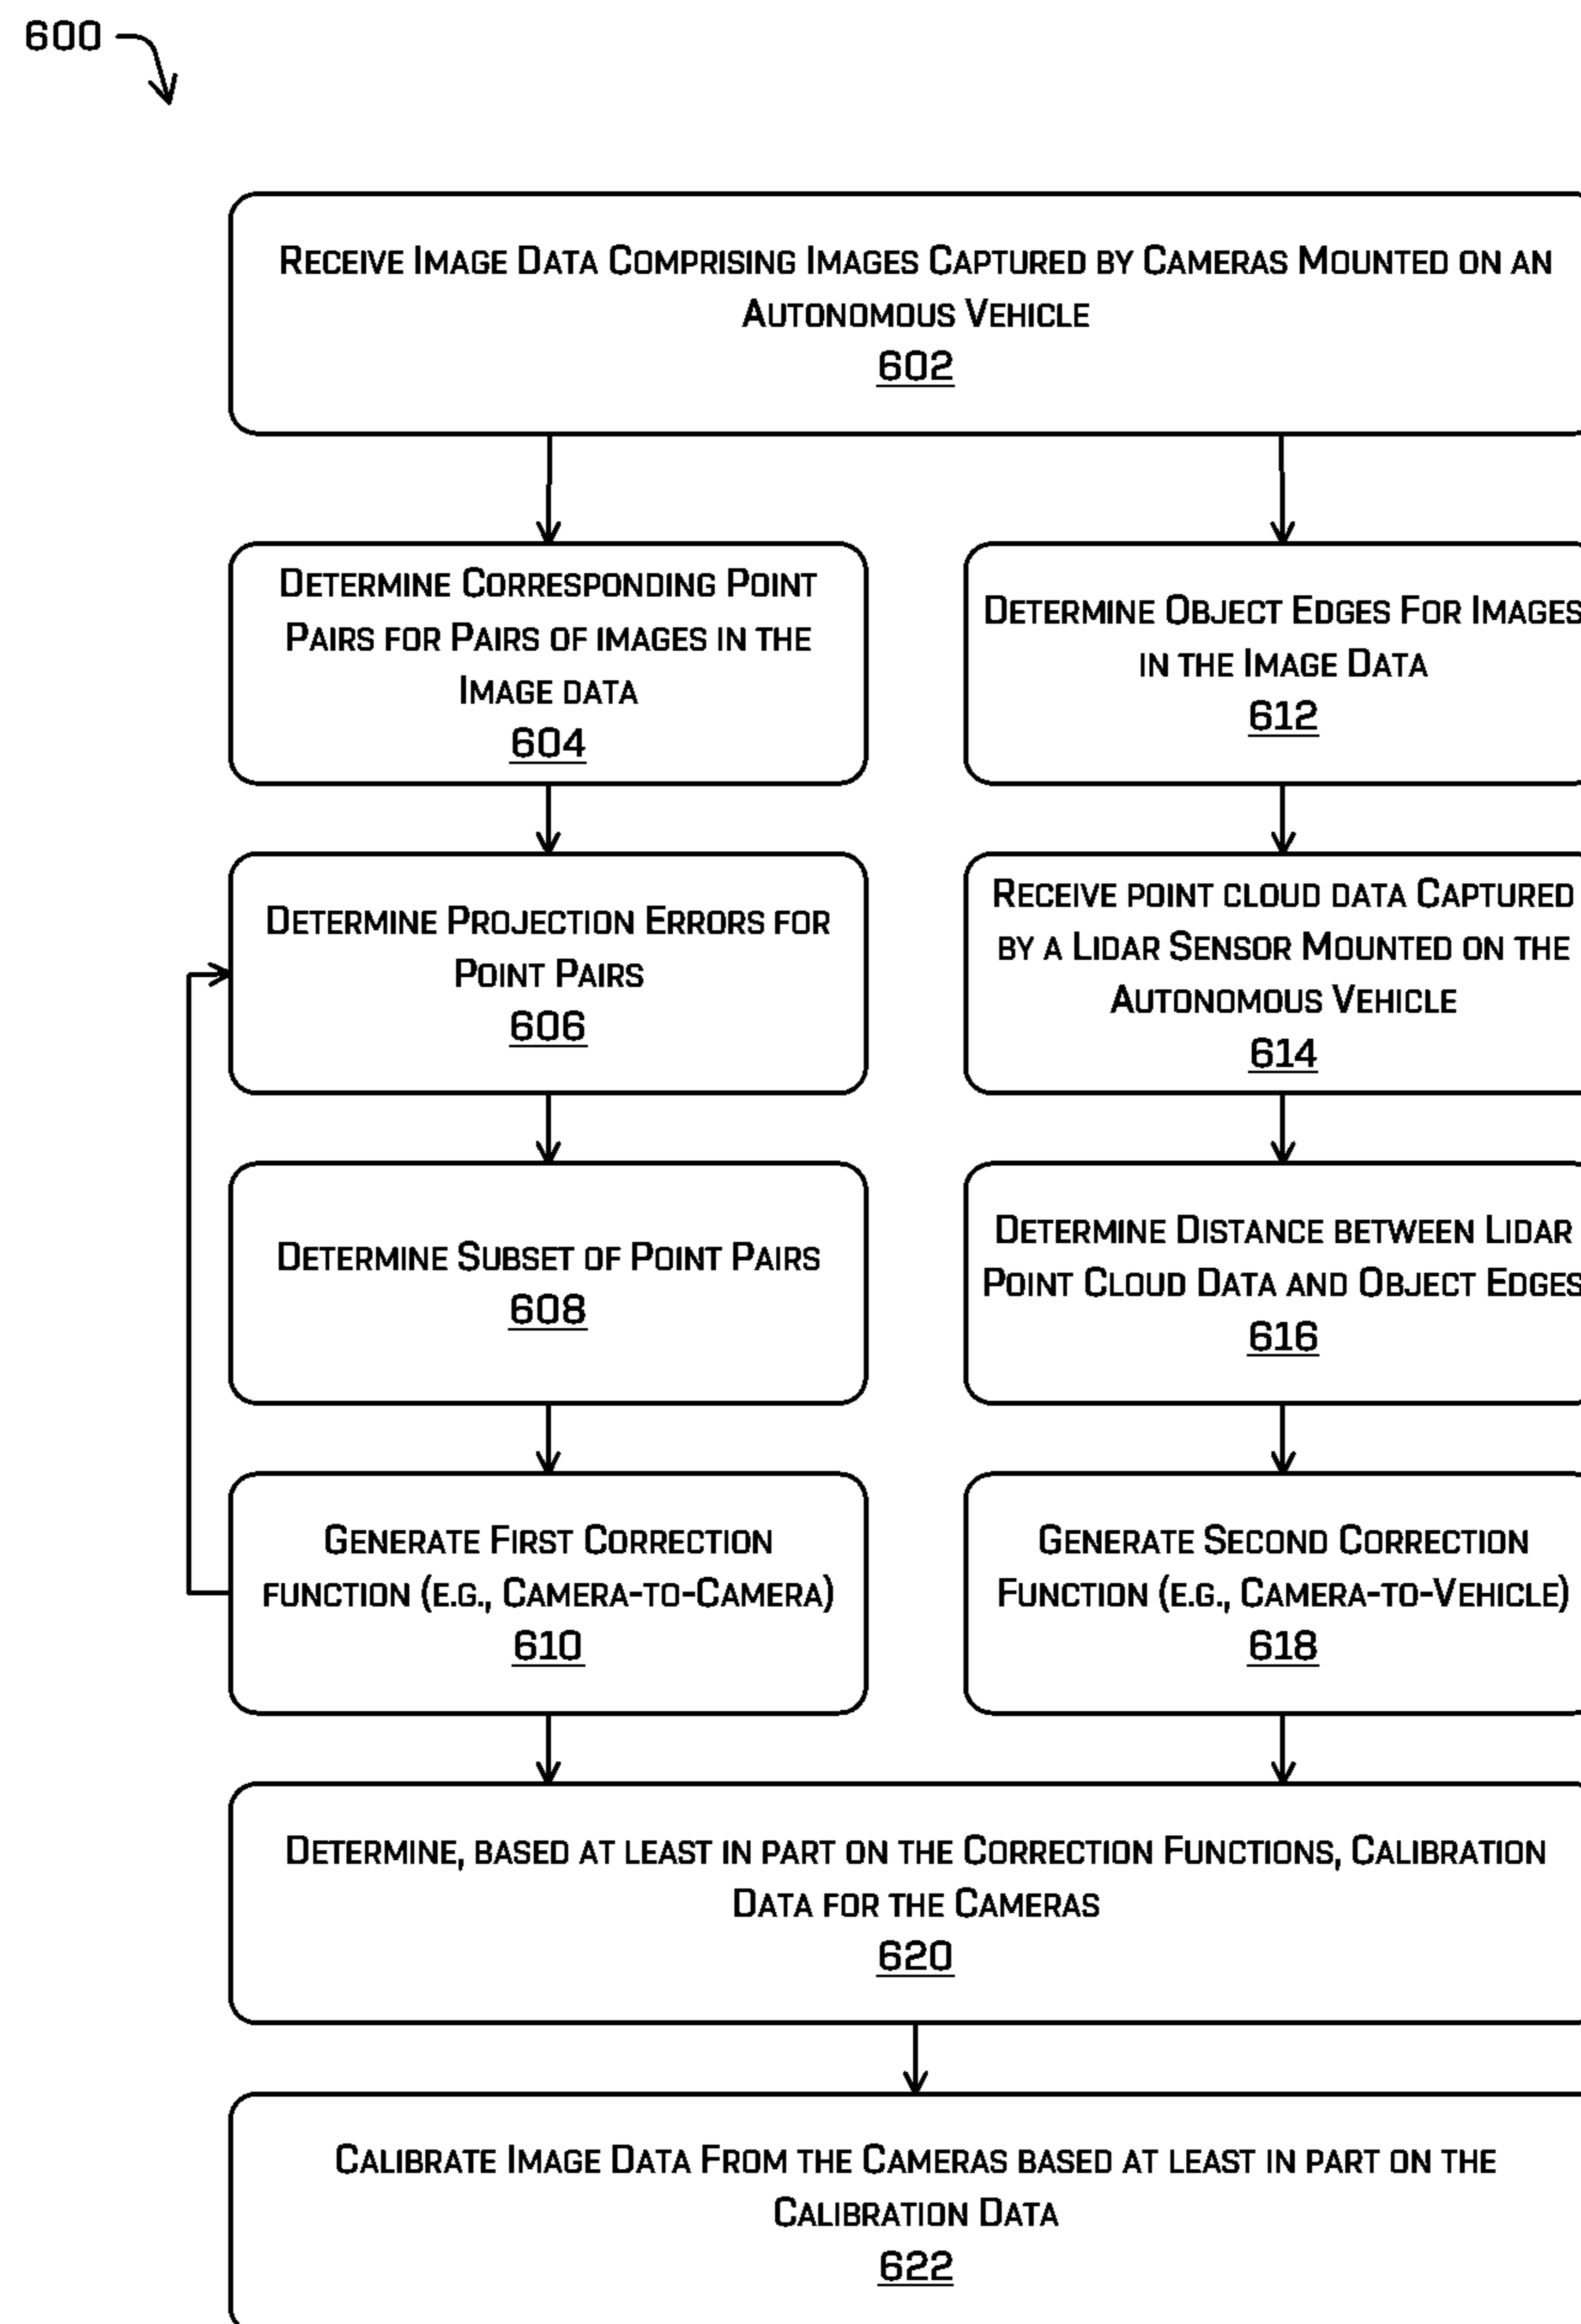 600
Receive Image Data Comprising Images Captured by Cameras Mounted on an
Autonomous Vehicle
602
Determine Corresponding Point
Pairs for Pairs of images in the
Image data
604
Determine Projection Errors for
Point Pairs
606
Determine Subset of Point Pairs
608
Generate First Correction
function (e.g., Camera-to-Camera)
610
Determine Object Edges For Images
in the Image Data
612
Receive point cloud data Captured
by a Lidar Sensor Mounted on the
Autonomous Vehicle
614
Determine Distance between Lidar
Point Cloud Data and Object Edges
616
Generate Second Correction
Function (e.g., Camera-to-Vehicle)
618
Determine, based at least in part on the Correction Functions, Calibration
Data for the Cameras
620
Calibrate Image Data From the Cameras based at least in part on the
Calibration Data
622